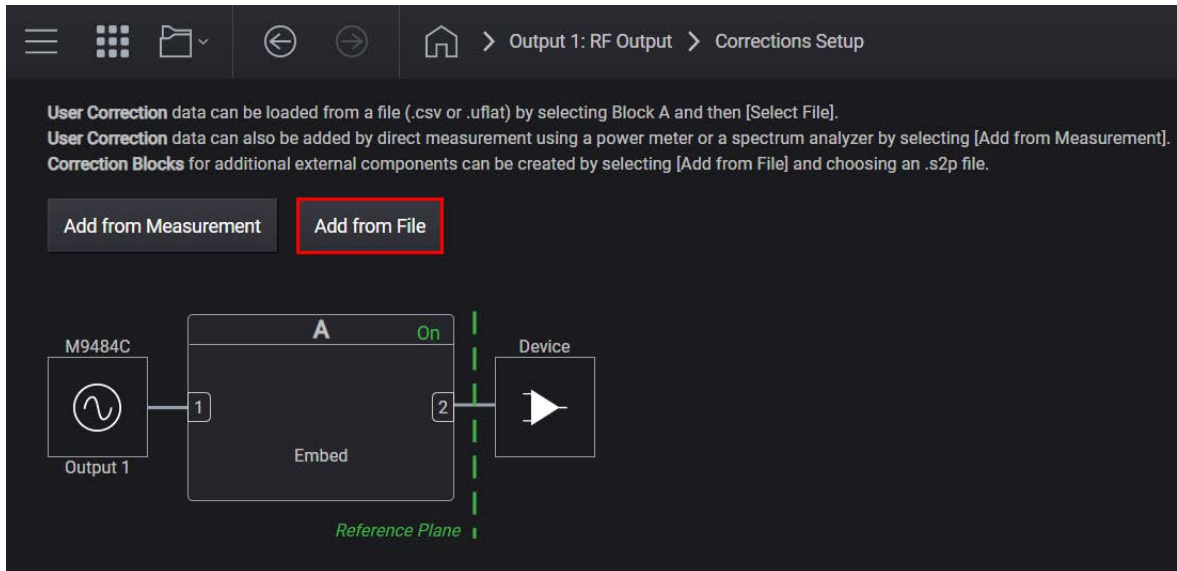 Output 1: RF Output
Corrections Setup
User Correction data can be loaded from a file (.csv or .uflat) by selecting Block A and then [Select File].
User Correction data can also be added by direct measurement using a power meter or a spectrum analyzer by selecting [Add from Measurement].
Correction Blocks for additional external components can be created by selecting [Add from File] and choosing an .s2p file.
Add from Measurement
Add from File
A
On
M9484C
Device
1
2
Embed
Output 1
Reference Plane